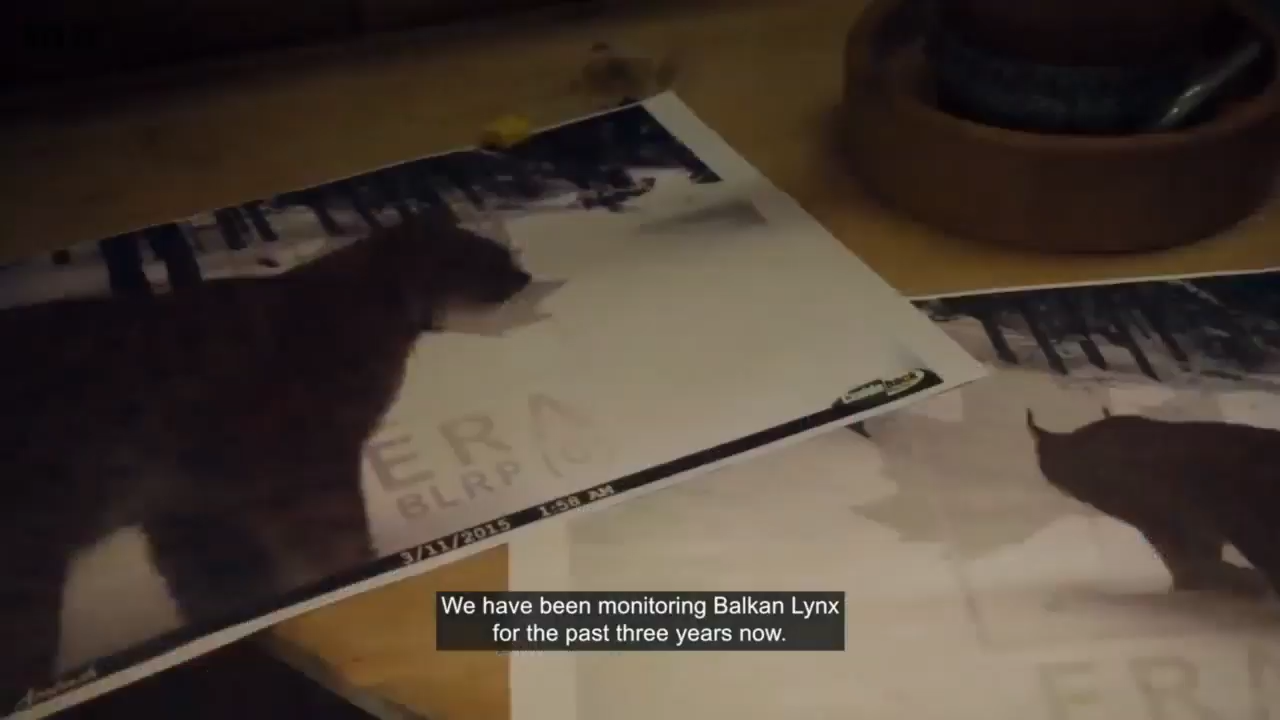 ERA
BLRP (C)
3/11/2015 1:58 AM
ER
We have been monitoring Balkan Lynx
for the past three years now.